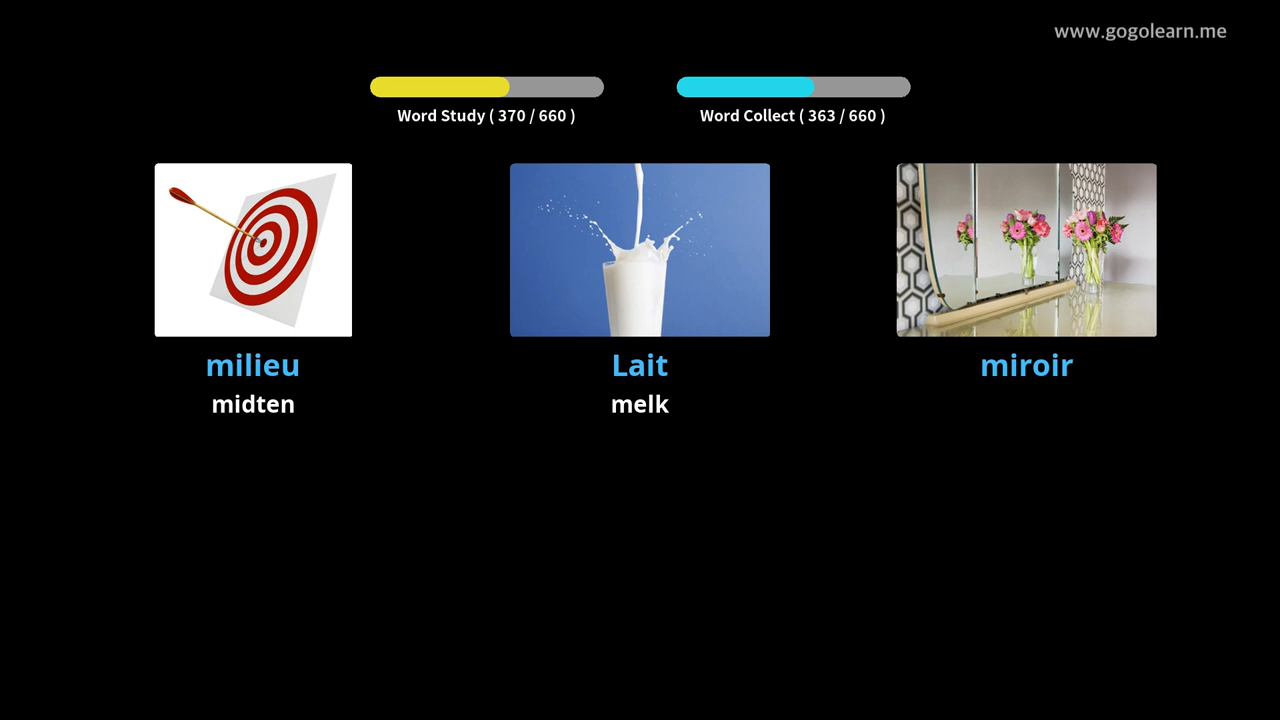 www.gogolearn.me
Word Study ( 370 / 660 )
Word Collect ( 363 / 660 )
milieu
midten
Lait
melk
miroir